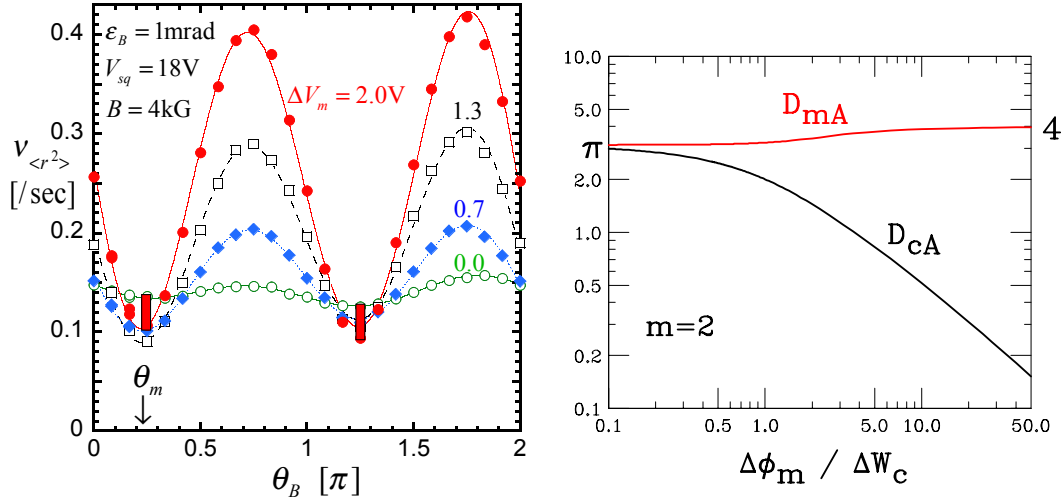 0.4
0.3
0.2
0.1
0
ν<r²>
[/sec]
ε_B = 1mrad
V_sq = 18V
B = 4kG
ΔV_m = 2.0V
1.3
0.7
0.0
θ_m
0 0.5 1 1.5 2
θ_B [π]
10.0
5.0
π
2.0
1.0
0.5
0.2
0.1
D_mA
4
D_cA
m=2
0.1 0.5 1.0 5.0 10.0 50.0
Δϕ_m / ΔW_c